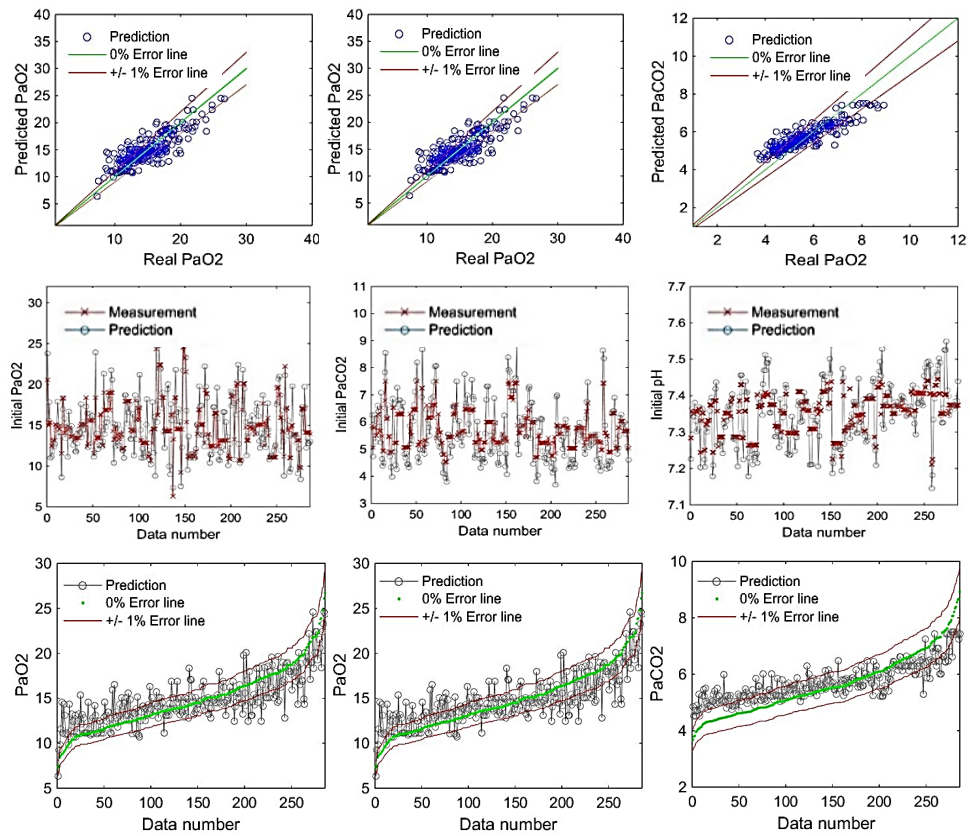 40
35
30
25
20
15
10
5
Predicted PaO2
Prediction
0% Error line
+/- 1% Error line
10 20 30 40
Real PaO2
40
35
30
25
20
15
10
5
Predicted PaO2
Prediction
0% Error line
+/- 1% Error line
10 20 30 40
Real PaO2
12
10
8
6
4
2
Predicted PaCO2
Prediction
0% Error line
+/- 1% Error line
2 4 6 8 10 12
Real PaO2
30
25
20
15
10
5
Initial PaO2
Measurement
Prediction
0 50 100 150 200 250
Data number
11
10
9
8
7
6
5
4
3
Initial PaCO2
Measurement
Prediction
0 50 100 150 200 250
Data number
7.7
7.6
7.5
7.4
7.3
7.2
7.1
Initial pH
Measurement
Prediction
0 50 100 150 200 250
Data number
30
25
20
15
10
5
PaO2
Prediction
0% Error line
+/- 1% Error line
0 50 100 150 200 250
Data number
30
25
20
15
10
5
PaO2
Prediction
0% Error line
+/- 1% Error line
0 50 100 150 200 250
Data number
10
8
6
4
2
PaCO2
Prediction
0% Error line
+/- 1% Error line
0 50 100 150 200 250
Data number